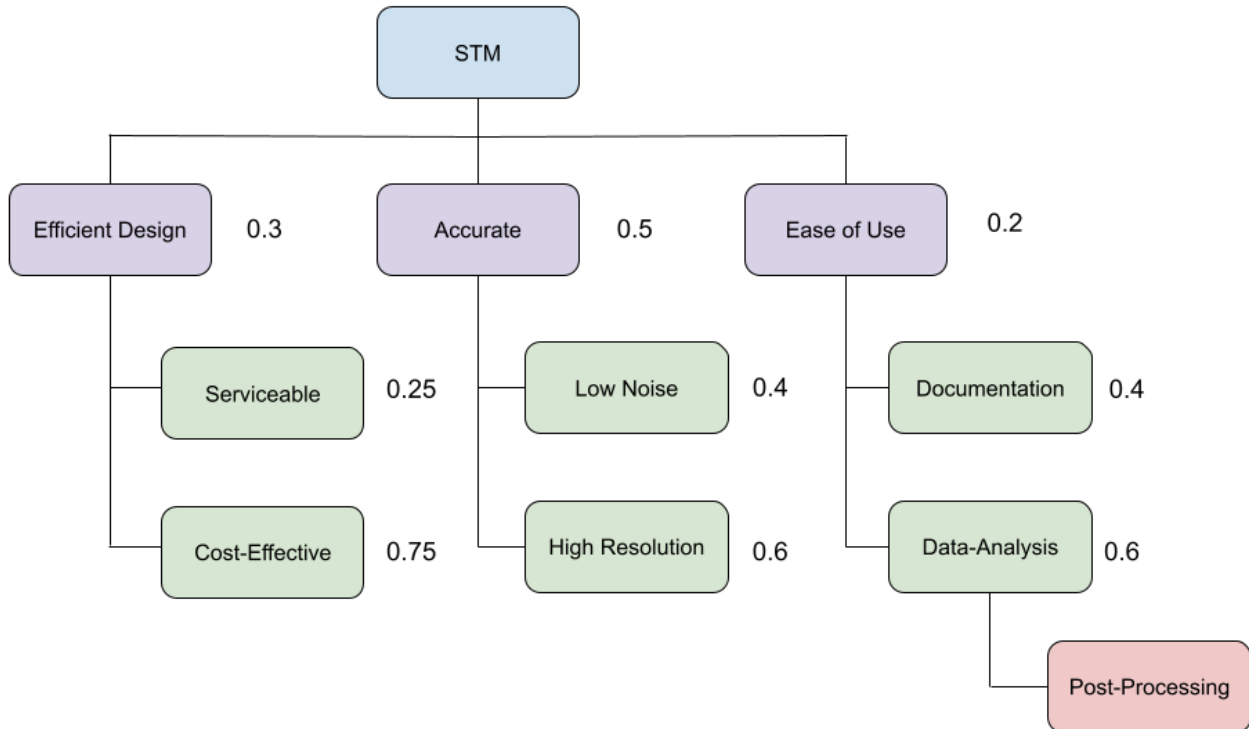 STM
Efficient Design
0.3
Accurate
0.5
Ease of Use
0.2
Serviceable
0.25
Low Noise
0.4
Documentation
0.4
Cost-Effective
0.75
High Resolution
0.6
Data-Analysis
0.6
Post-Processing